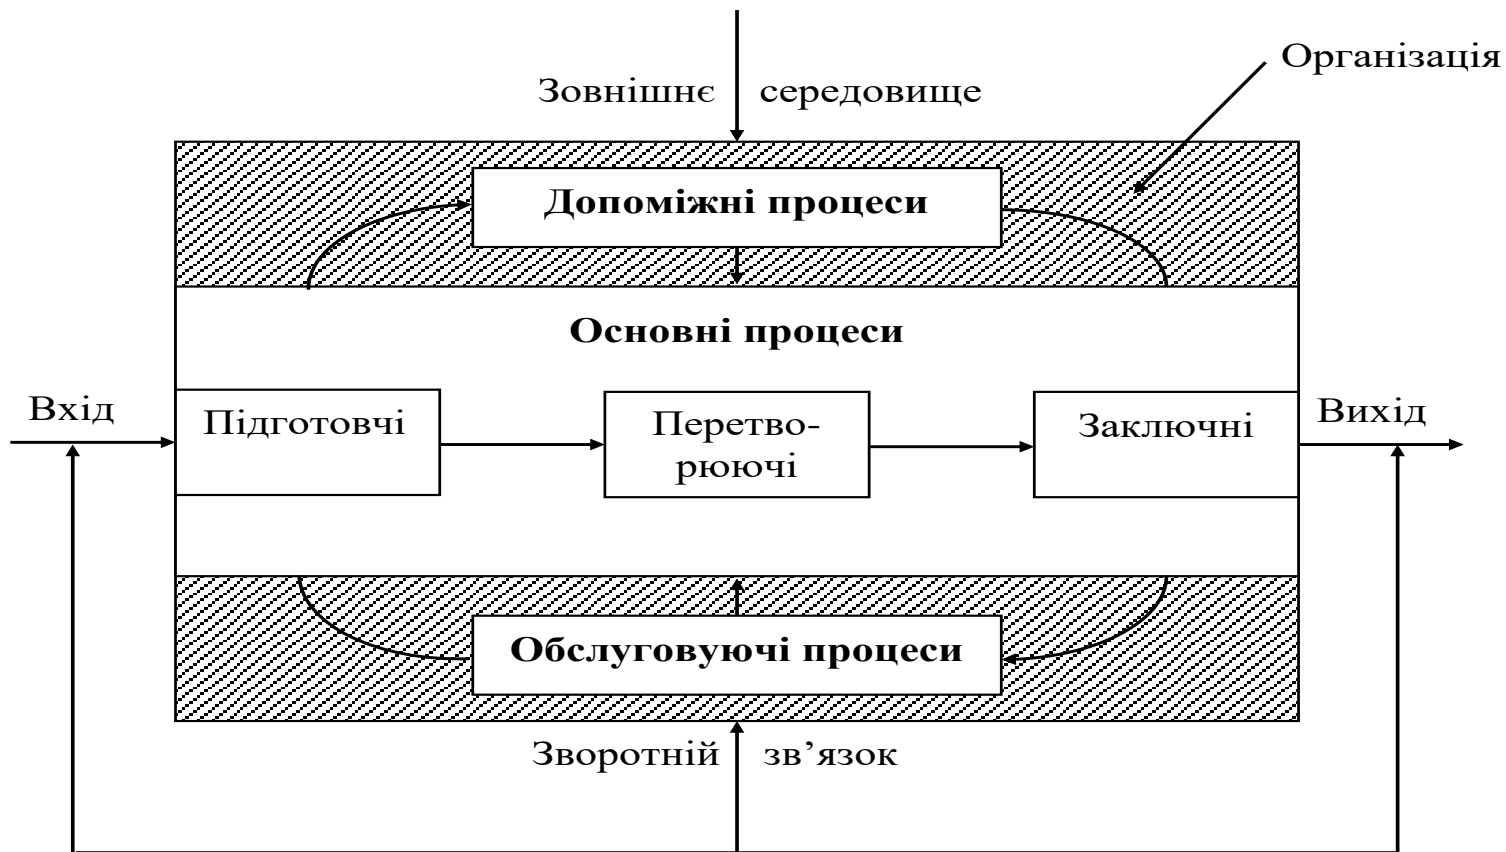 Організація
Зовнішнє середовище
Допоміжні процеси
Основні процеси
Вхід
Підготовчі
Перетво-
рюючі
Заключні
Вихід
Обслуговуючі процеси
Зворотній зв’язок